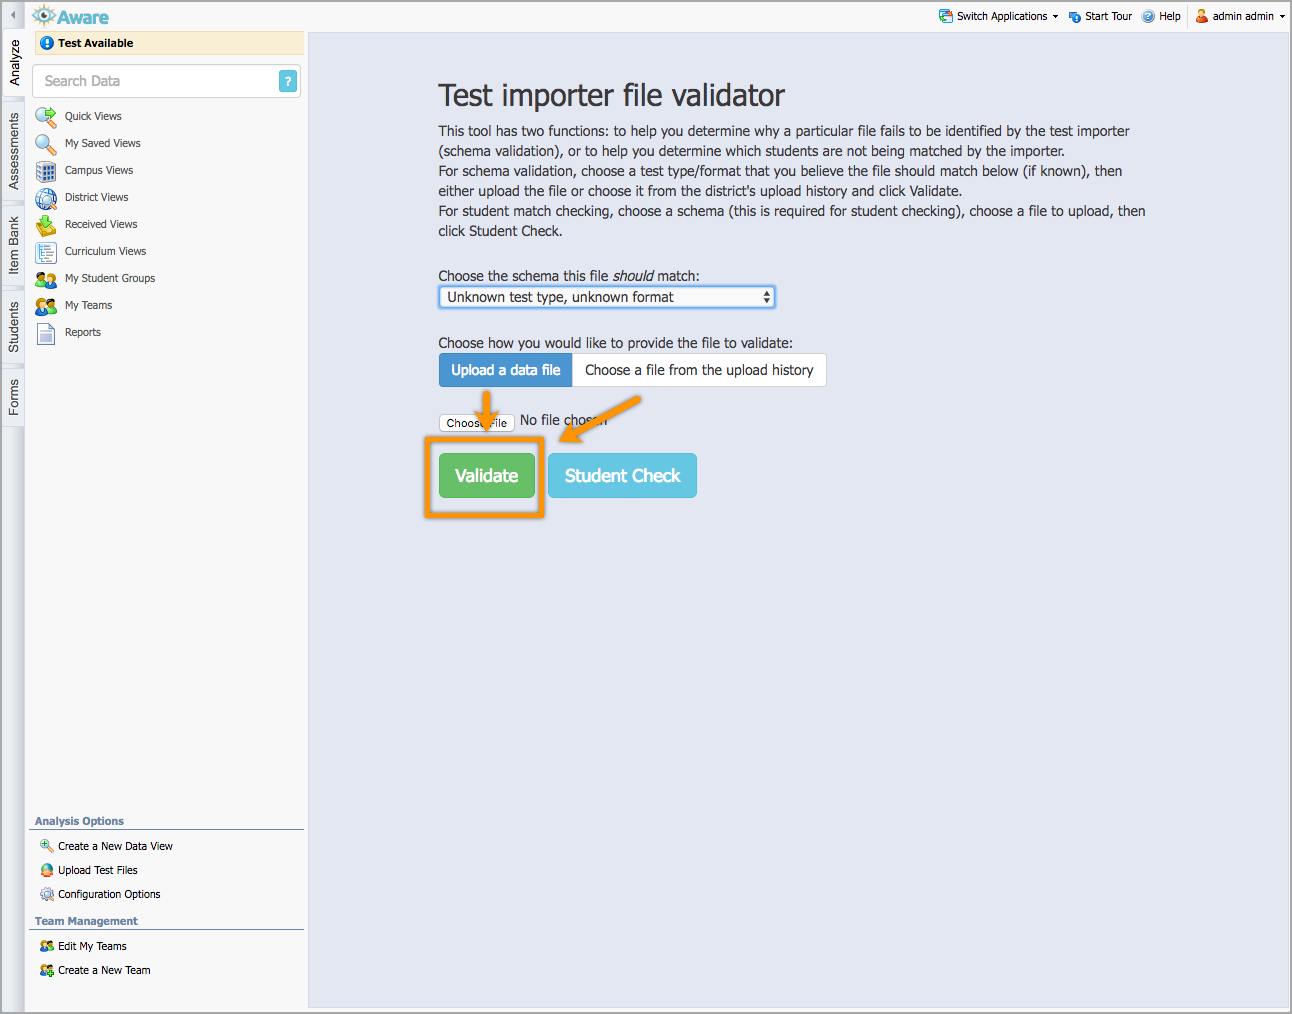 Aware
Switch Applications
Start Tour
Help
admin admin
Analyze
Assessments
Item Bank
Students
Forms
Test Available
Search Data
?
Quick Views
My Saved Views
Campus Views
District Views
Received Views
Curriculum Views
My Student Groups
My Teams
Reports
Test importer file validator
This tool has two functions: to help you determine why a particular file fails to be identified by the test importer
(schema validation), or to help you determine which students are not being matched by the importer.
For schema validation, choose a test type/format that you believe the file should match below (if known), then
either upload the file or choose it from the district's upload history and click Validate.
For student match checking, choose a schema (this is required for student checking), choose a file to upload, then
click Student Check.
Choose the schema this file should match:
Unknown test type, unknown format
Choose how you would like to provide the file to validate:
Upload a data file
Choose a file from the upload history
Choose File
No file chosen
Validate
Student Check
Analysis Options
Create a New Data View
Upload Test Files
Configuration Options
Team Management
Edit My Teams
Create a New Team